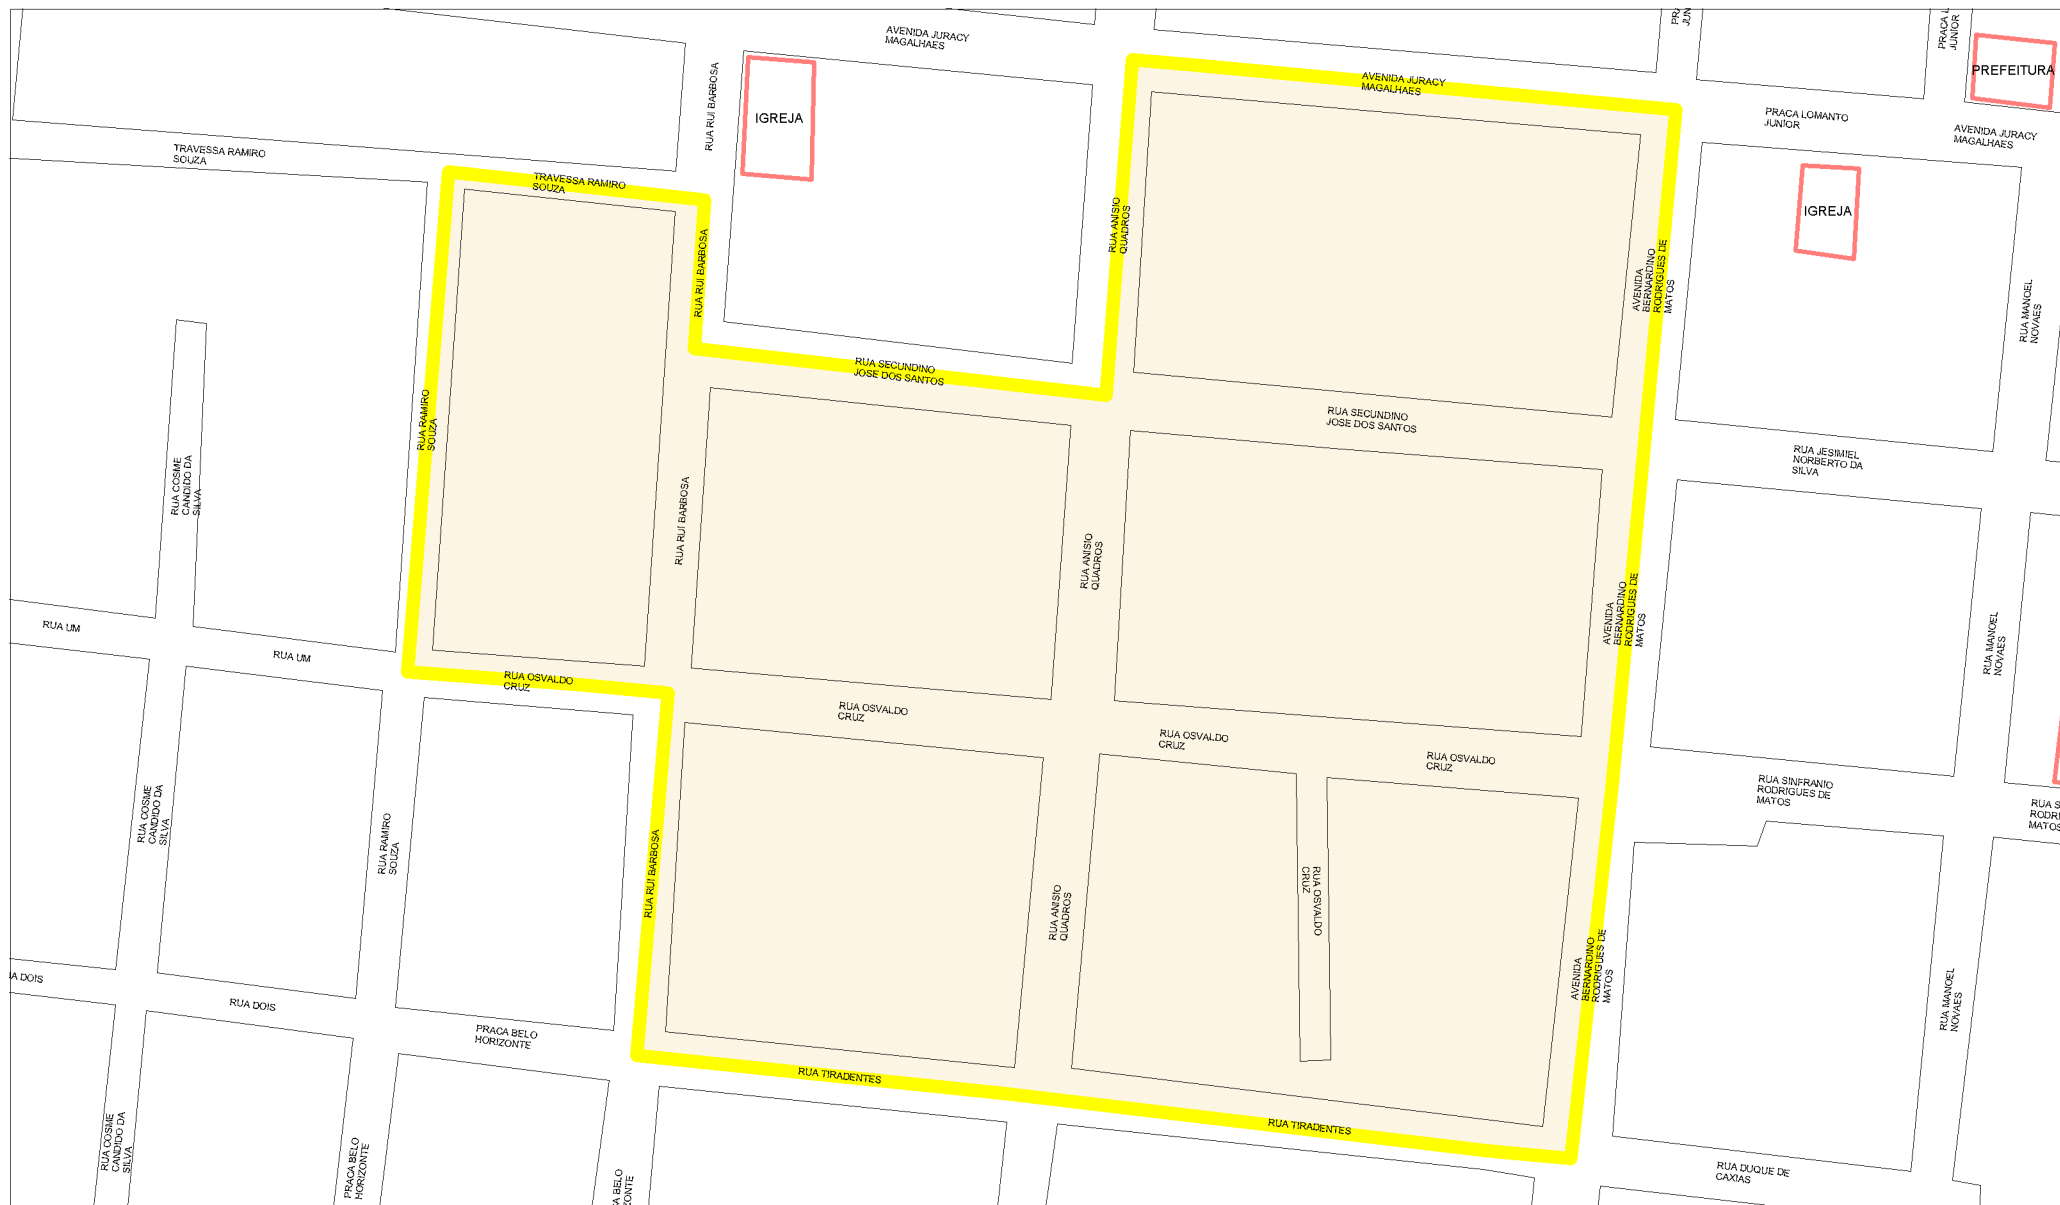 AVENIDA JURACY
MAGALHAES
RUA RUI BARBOSA
IGREJA
AVENIDA JURACY
MAGALHAES
PRACA LOMANTO
JUNIOR
JUNIOR
PREFEITURA
AVENIDA JURACY
MAGALHAES
TRAVESSA RAMIRO
SOUZA
TRAVESSA RAMIRO
SOUZA
RUA RUI BARBOSA
RUA ANISIO
QUADROS
AVENIDA
BERNARDINO
RODRIGUES DE
MATOS
IGREJA
RUA MANOEL
NOVAES
RUA SECUNDINO
JOSE DOS SANTOS
RUA SECUNDINO
JOSE DOS SANTOS
RUA RAMIRO
SOUZA
RUA COSME
CANDIDO DA
SILVA
RUA RUI BARBOSA
RUA ANISIO
QUADROS
RUA JESIMIEL
NORBERTO DA
SILVA
AVENIDA
BERNARDINO
RODRIGUES DE
MATOS
RUA MANOEL
NOVAES
RUA UM
RUA UM
RUA OSVALDO
CRUZ
RUA OSVALDO
CRUZ
RUA OSVALDO
CRUZ
RUA OSVALDO
CRUZ
RUA SINFRANIO
RODRIGUES DE
MATOS
RUA S
RODRI
MATOS
RUA COSME
CANDIDO DA
SILVA
RUA RAMIRO
SOUZA
RUA RUI BARBOSA
RUA ANISIO
QUADROS
RUA OSVALDO
CRUZ
AVENIDA
BERNARDINO
RODRIGUES DE
MATOS
RUA MANOEL
NOVAES
A DOIS
RUA DOIS
PRACA BELO
HORIZONTE
RUA TIRADENTES
RUA TIRADENTES
RUA COSME
CANDIDO DA
SILVA
PRACA BELO
HORIZONTE
A BELO
ZONTE
RUA DUQUE DE
CAXIAS